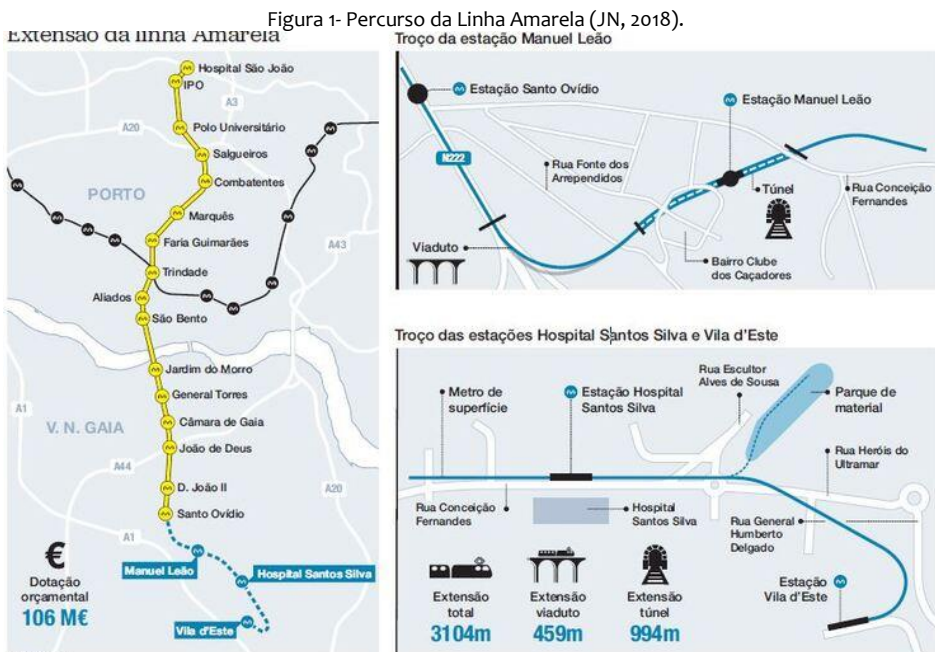 Figura 1- Percurso da Linha Amarela (JN, 2018).
Extensão da linha Amarela
Hospital São João
IPO
A3
A20
Polo Universitário
Salgueiros
Combatentes
PORTO
Marquês
A43
Faria Guimarães
Trindade
Aliados
São Bento
Jardim do Morro
General Torres
A1
Câmara de Gaia
V. N. GAIA
João de Deus
A44
D. João II
A20
Santo Ovídio
A1
€
Manuel Leão
Dotação
orçamental
106 M€
Hospital Santos Silva
Vila d'Este
Troço da estação Manuel Leão
Estação Santo Ovídio
Estação Manuel Leão
N222
Rua Fonte dos
Arrependidos
Túnel
Rua Conceição
Fernandes
Viaduto
Bairro Clube
dos Caçadores
Troço das estações Hospital Santos Silva e Vila d'Este
Metro de
superfície
Estação Hospital
Santos Silva
Rua Escultor
Alves de Sousa
Parque de
material
Rua Heróis do
Ultramar
Rua Conceição
Fernandes
Hospital
Santos Silva
Rua General
Humberto
Delgado
Estação
Vila d'Este
Extensão
total
3104m
Extensão
viaduto
459m
Extensão
túnel
994m